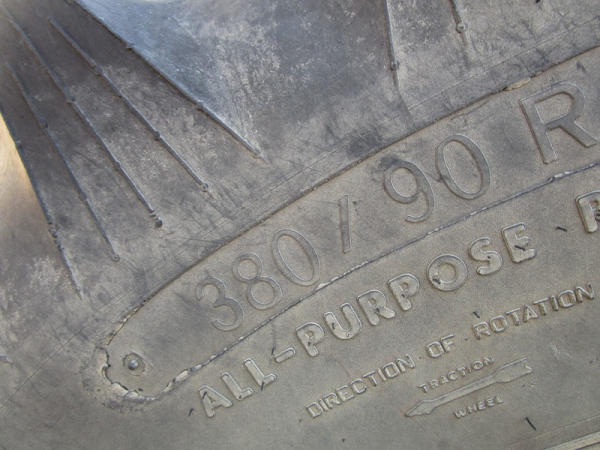 380 / 90 R
ALL-PURPOSE
DIRECTION OF ROTATION
TRACTION
WHEEL